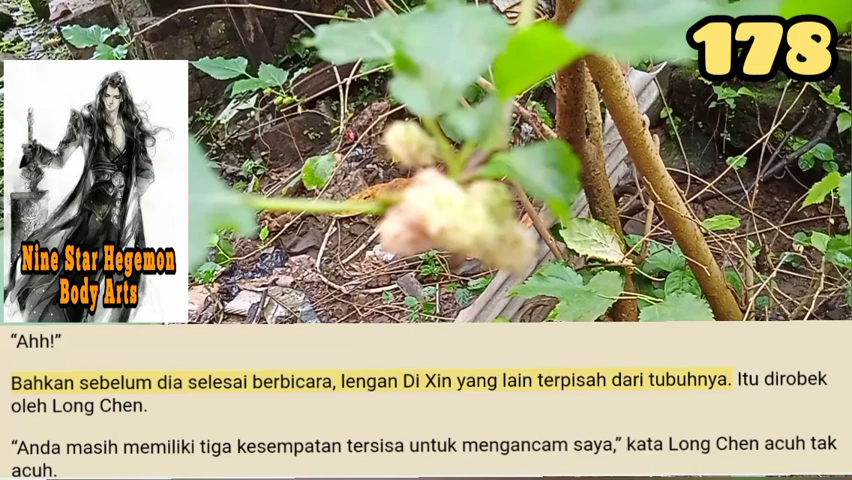 178
Nine Star Hegemon
Body Arts
“Ahh!”
Bahkan sebelum dia selesai berbicara, lengan Di Xin yang lain terpisah dari tubuhnya. Itu dirobek
oleh Long Chen.
“Anda masih memiliki tiga kesempatan tersisa untuk mengancam saya,” kata Long Chen acuh tak
acuh.